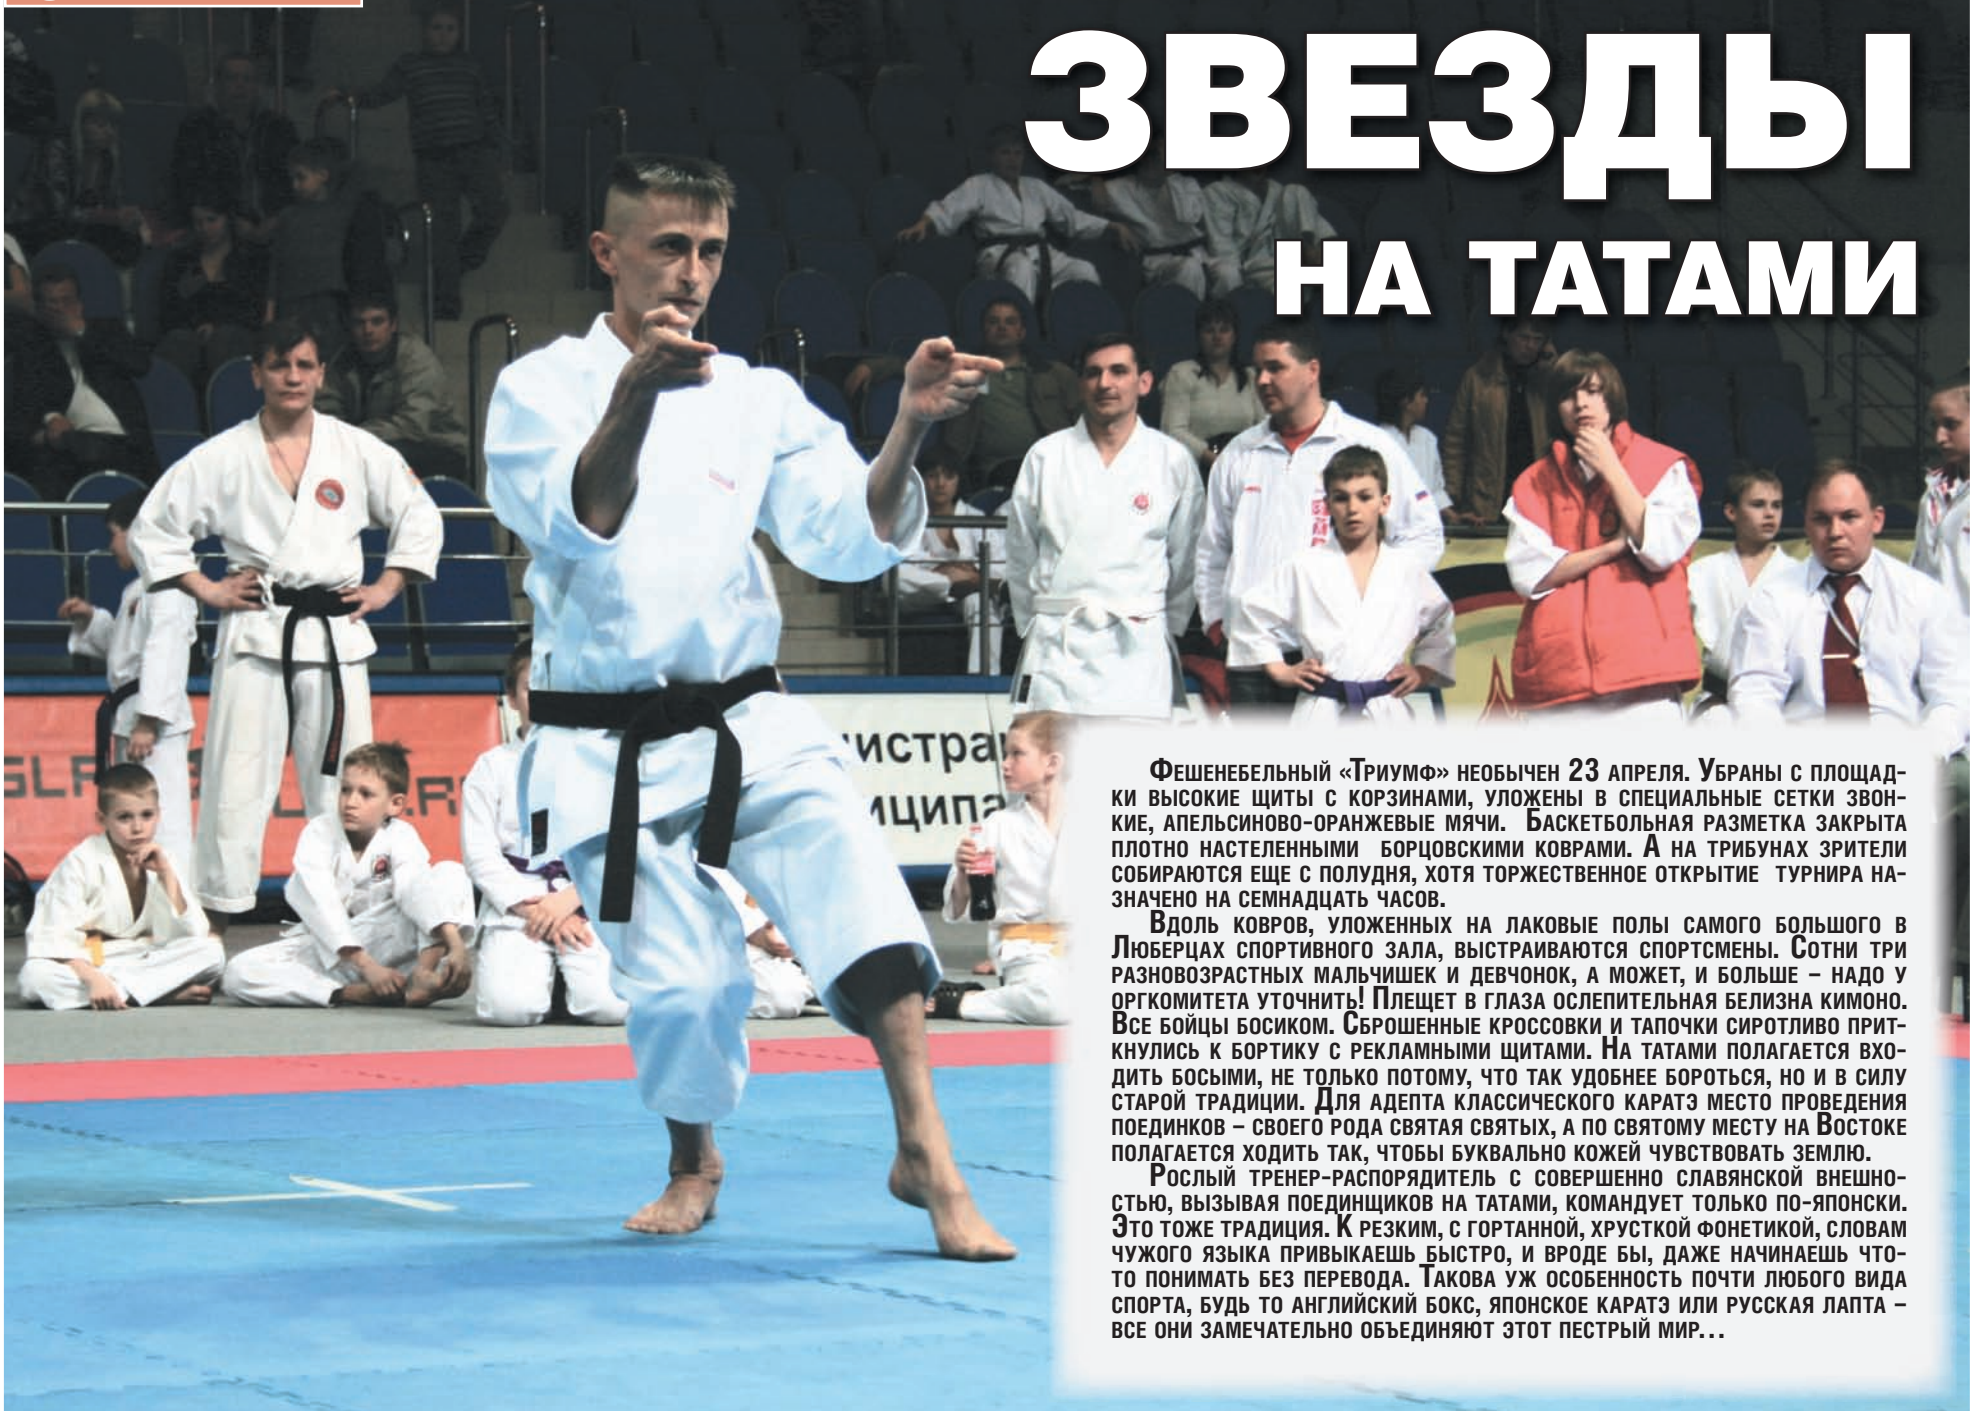 ЗВЕЗДЫ
НА ТАТАМИ
истра
иципа
Фешенебельный «Триумф» необычен 23 апреля. Убраны с площад-
ки высокие щиты с корзинами, уложены в специальные сетки звон-
кие, апельсиново-оранжевые мячи. Баскетбольная разметка закрыта
плотно настеленными борцовскими коврами. А на трибунах зрители
собираются еще с полудня, хотя торжественное открытие турнира на-
значено на семнадцать часов.
Вдоль ковров, уложенных на лаковые полы самого большого в
Люберцах спортивного зала, выстраиваются спортсмены. Сотни три
разновозрастных мальчишек и девчонок, а может, и больше – надо у
оргкомитета уточнить! Плещет в глаза ослепительная белизна кимоно.
Все бойцы босиком. Сброшенные кроссовки и тапочки сиротливо прит-
кнулись к бортику с рекламными щитами. На татами полагается вхо-
дить босыми, не только потому, что так удобнее бороться, но и в силу
старой традиции. Для адепта классического каратэ место проведения
поединков – своего рода святая святых, а по святому месту на Востоке
полагается ходить так, чтобы буквально кожей чувствовать землю.
Рослый тренер-распорядитель с совершенно славянской внешно-
стью, вызывая поединщиков на татами, командует только по-японски.
Это тоже традиция. К резким, с гортанной, хрусткой фонетикой, словам
чужого языка привыкаешь быстро, и вроде бы, даже начинаешь что-
то понимать без перевода. Такова уж особенность почти любого вида
спорта, будь то английский бокс, японское каратэ или русская лапта –
все они замечательно объединяют этот пестрый мир...